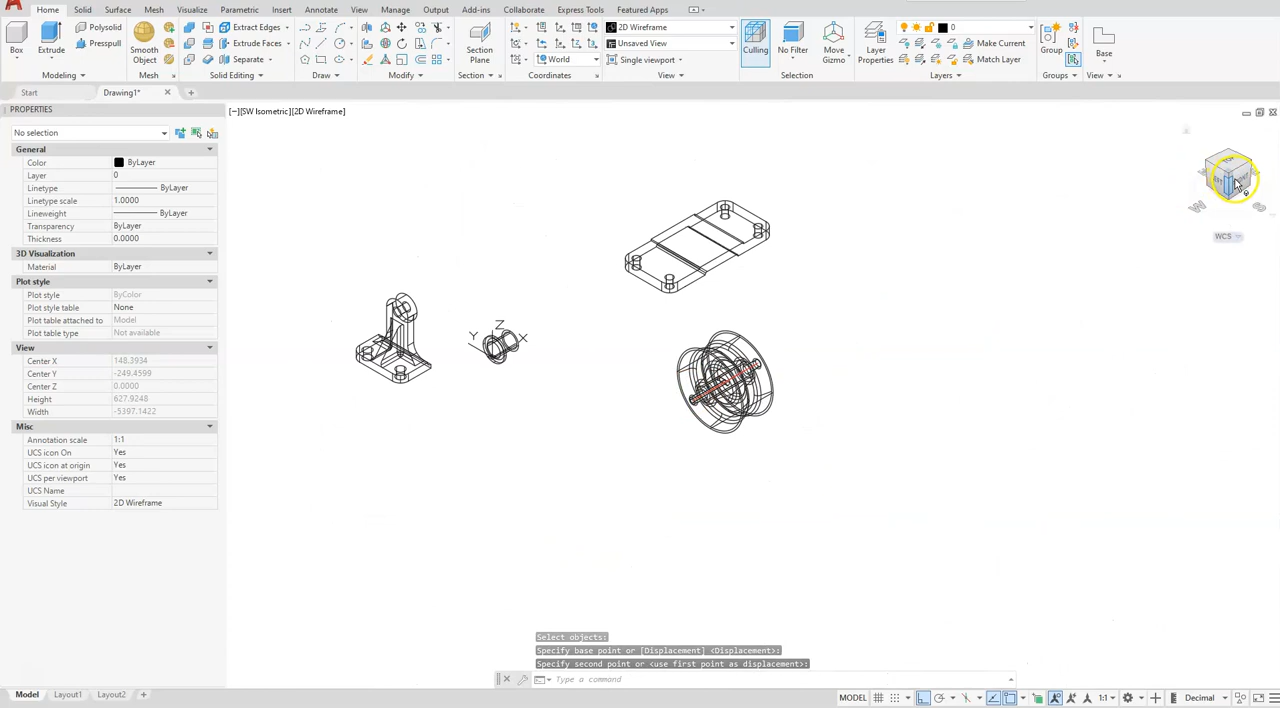 Home Solid Surface Mesh Visualize Parametric Insert Annotate View Manage Output Add-ins Collaborate Express Tools Featured Apps
Box Extrude Polysolid Presspull Smooth Object Extract Edges Extrude Faces Separate Section Plane World 2D Wireframe Unsaved View Single viewport Culling No Filter Move Gizmo Layer Properties 0 Make Current Match Layer Group Base
Modeling Mesh Solid Editing Draw Modify Section Coordinates View Selection Layers Groups View
Start Drawing1*
PROPERTIES
[−][SW Isometric][2D Wireframe]
No selection
General
Color ByLayer
Layer 0
Linetype ByLayer
Linetype scale 1.0000
Lineweight ByLayer
Transparency ByLayer
Thickness 0.0000
3D Visualization
Material ByLayer
Plot style
Plot style ByColor
Plot style table None
Plot table attached to Model
Plot table type Not available
View
Center X 148.3934
Center Y -249.4599
Center Z 0.0000
Height 627.9248
Width -5397.1422
Misc
Annotation scale 1:1
UCS icon On Yes
UCS icon at origin Yes
UCS per viewport Yes
UCS Name
Visual Style 2D Wireframe
TOP
W S
WCS
Z
Y X
Select objects:
Specify base point or [Displacement] <Displacement>:
Specify second point or <use first point as displacement>:
Type a command
Model Layout1 Layout2 MODEL 1:1 Decimal